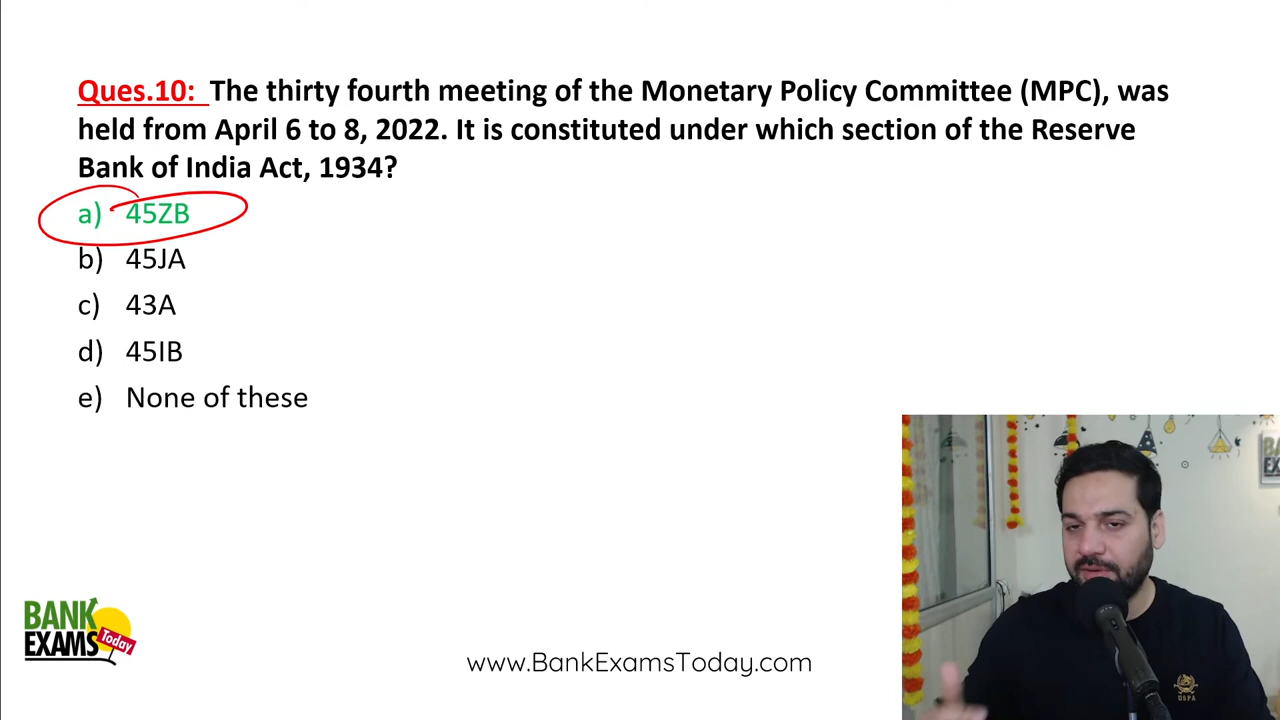 Ques.10: The thirty fourth meeting of the Monetary Policy Committee (MPC), was
held from April 6 to 8, 2022. It is constituted under which section of the Reserve
Bank of India Act, 1934?
a) 45ZB
b) 45JA
c) 43A
d) 45IB
e) None of these
BANK
EXAMS
Today
www.BankExamsToday.com
USPA